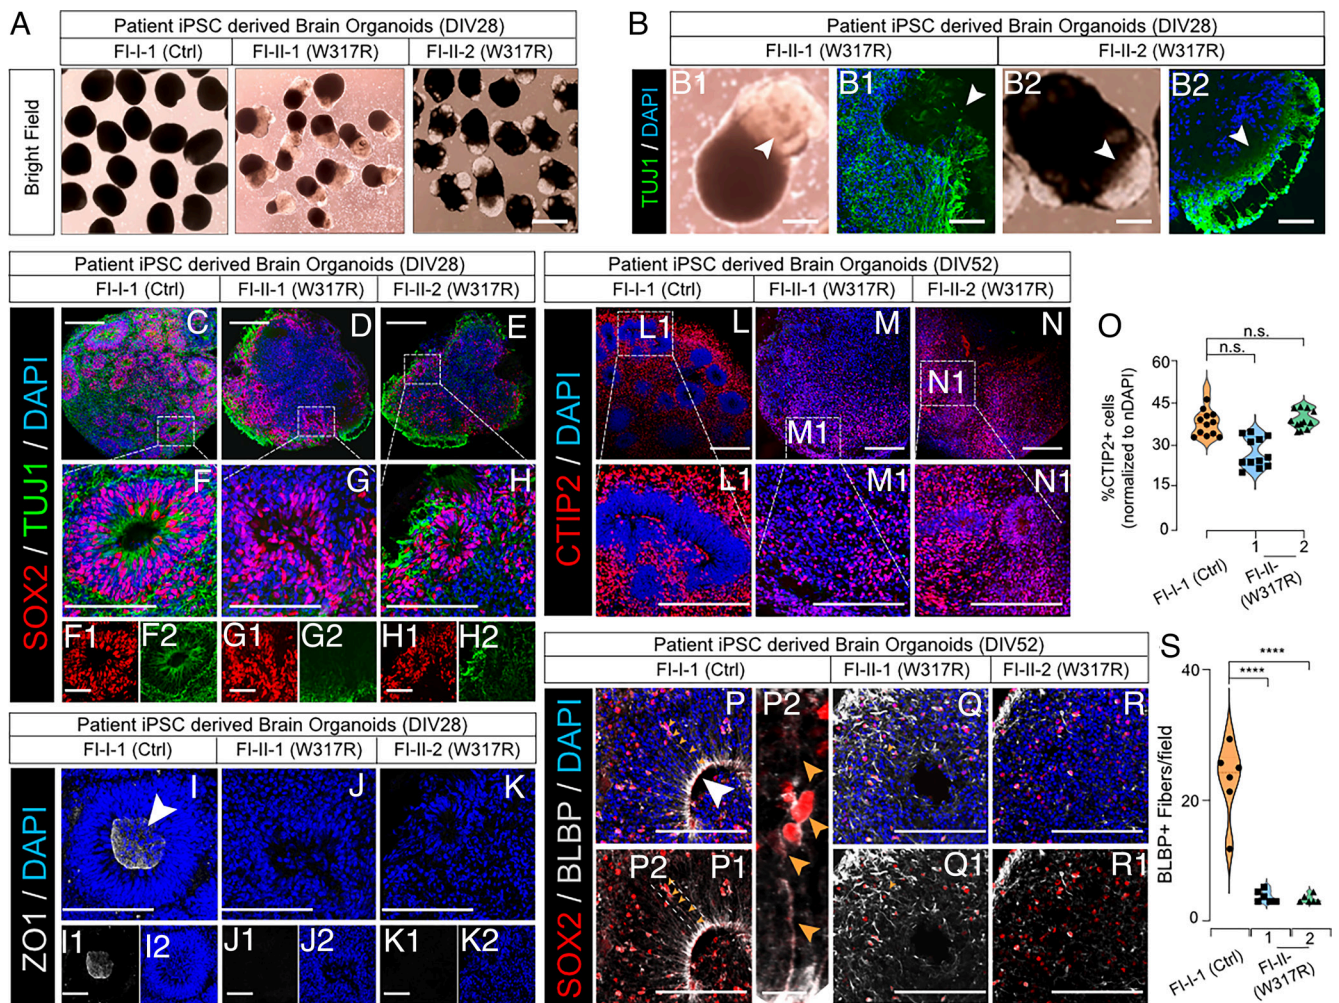 A
Patient iPSC derived Brain Organoids (DIV28)
FI-I-1 (Ctrl) FI-II-1 (W317R) FI-II-2 (W317R)
Bright Field
B
Patient iPSC derived Brain Organoids (DIV28)
FI-II-1 (W317R) FI-II-2 (W317R)
TUJ1 / DAPI
B1 B1 B2 B2
Patient iPSC derived Brain Organoids (DIV28)
FI-I-1 (Ctrl) FI-II-1 (W317R) FI-II-2 (W317R)
SOX2 / TUJ1 / DAPI
C D E
F G H
F1 F2 G1 G2 H1 H2
Patient iPSC derived Brain Organoids (DIV28)
FI-I-1 (Ctrl) FI-II-1 (W317R) FI-II-2 (W317R)
ZO1 / DAPI
I J K
I1 I2 J1 J2 K1 K2
Patient iPSC derived Brain Organoids (DIV52)
FI-I-1 (Ctrl) FI-II-1 (W317R) FI-II-2 (W317R)
CTIP2 / DAPI
L1 L M N
M1 N1
L1 M1 N1
O
n.s.
n.s.
%CTIP2+ cells
(normalized to nDAPI)
60
45
30
15
0
FI-I-1 (Ctrl)
1 2
FI-II-
(W317R)
Patient iPSC derived Brain Organoids (DIV52)
FI-I-1 (Ctrl) FI-II-1 (W317R) FI-II-2 (W317R)
SOX2 / BLBP / DAPI
P P2 Q R
P2 P1 Q1 R1
S
****
****
BLBP+ Fibers/field
40
20
0
FI-I-1 (Ctrl)
1 2
FI-II-
(W317R)